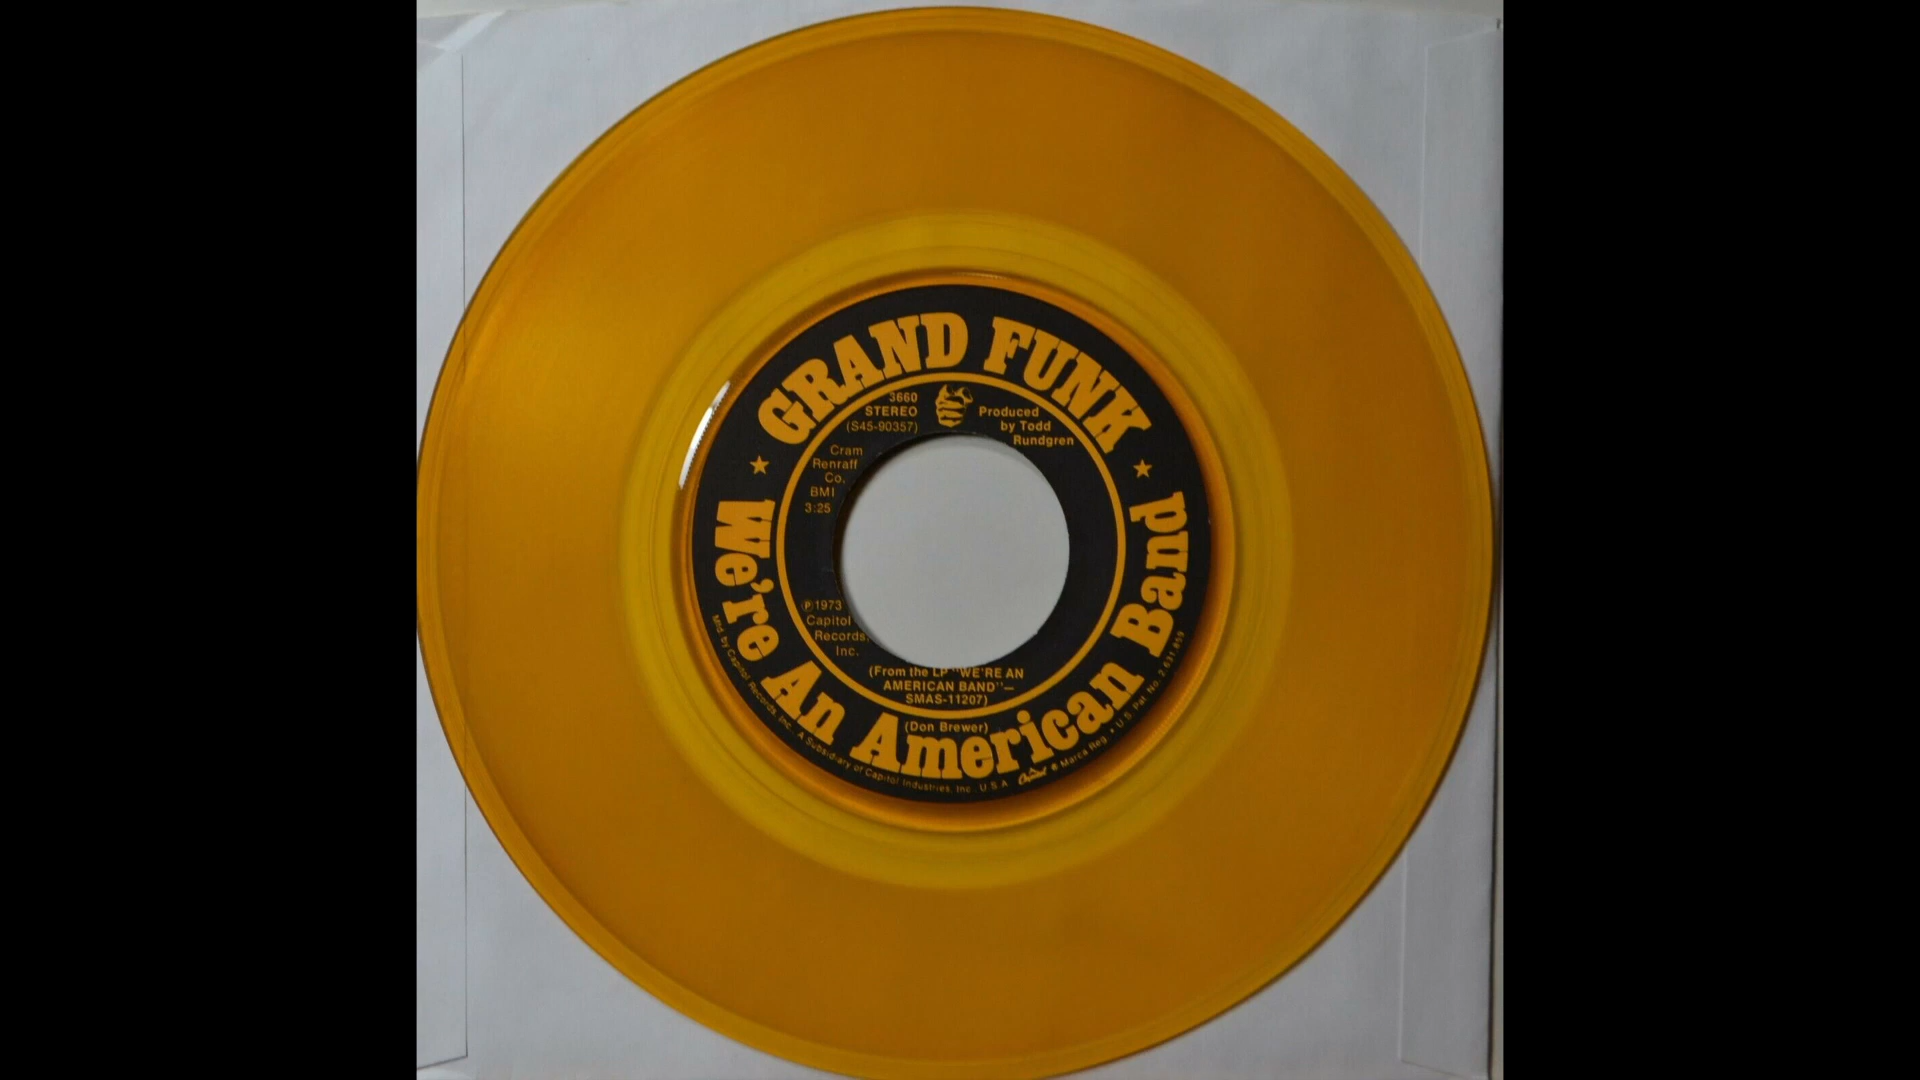 GRAND FUNK
3660
STEREO
(S45-90357)
Produced
by Todd
Rundgren
Cram
Renraff
Co.
BMI
3:25
℗1973
Capitol
Records,
Inc.
(From the LP "WE'RE AN
AMERICAN BAND"—
SMAS-11207)
(Don Brewer)
We're An American Band
Mfd. by Capitol Records, Inc., A Subsidiary of Capitol Industries, Inc., U.S.A. Capitol ® Marca Reg. • U.S. Pat. No. 2,631,859